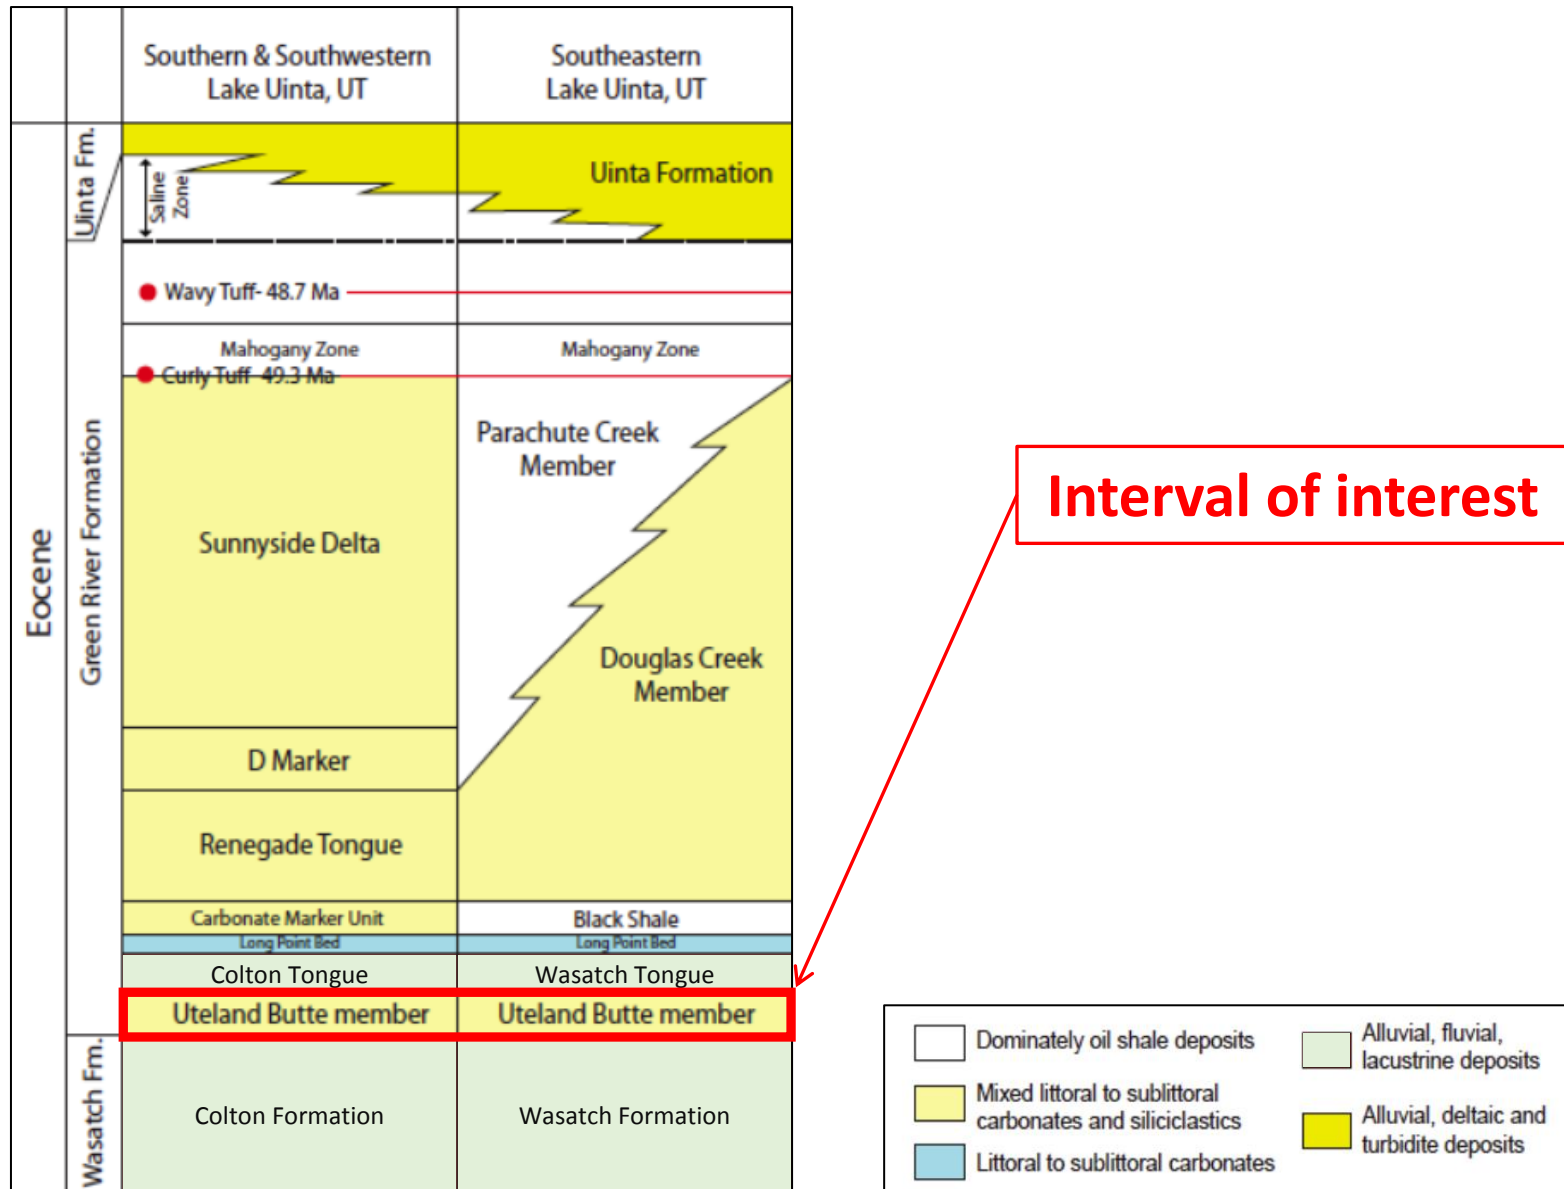 Southern & Southwestern
Lake Uinta, UT
Southeastern
Lake Uinta, UT
Eocene
Uinta Fm.
Green River Formation
Wasatch Fm.
Saline
Zone
Uinta Formation
Wavy Tuff- 48.7 Ma
Mahogany Zone
Mahogany Zone
Curly Tuff 49.3 Ma
Parachute Creek
Member
Sunnyside Delta
Douglas Creek
Member
D Marker
Renegade Tongue
Carbonate Marker Unit
Black Shale
Long Point Bed
Long Point Bed
Colton Tongue
Wasatch Tongue
Uteland Butte member
Uteland Butte member
Colton Formation
Wasatch Formation
Interval of interest
Dominately oil shale deposits
Mixed littoral to sublittoral
carbonates and siliciclastics
Littoral to sublittoral carbonates
Alluvial, fluvial,
lacustrine deposits
Alluvial, deltaic and
turbidite deposits